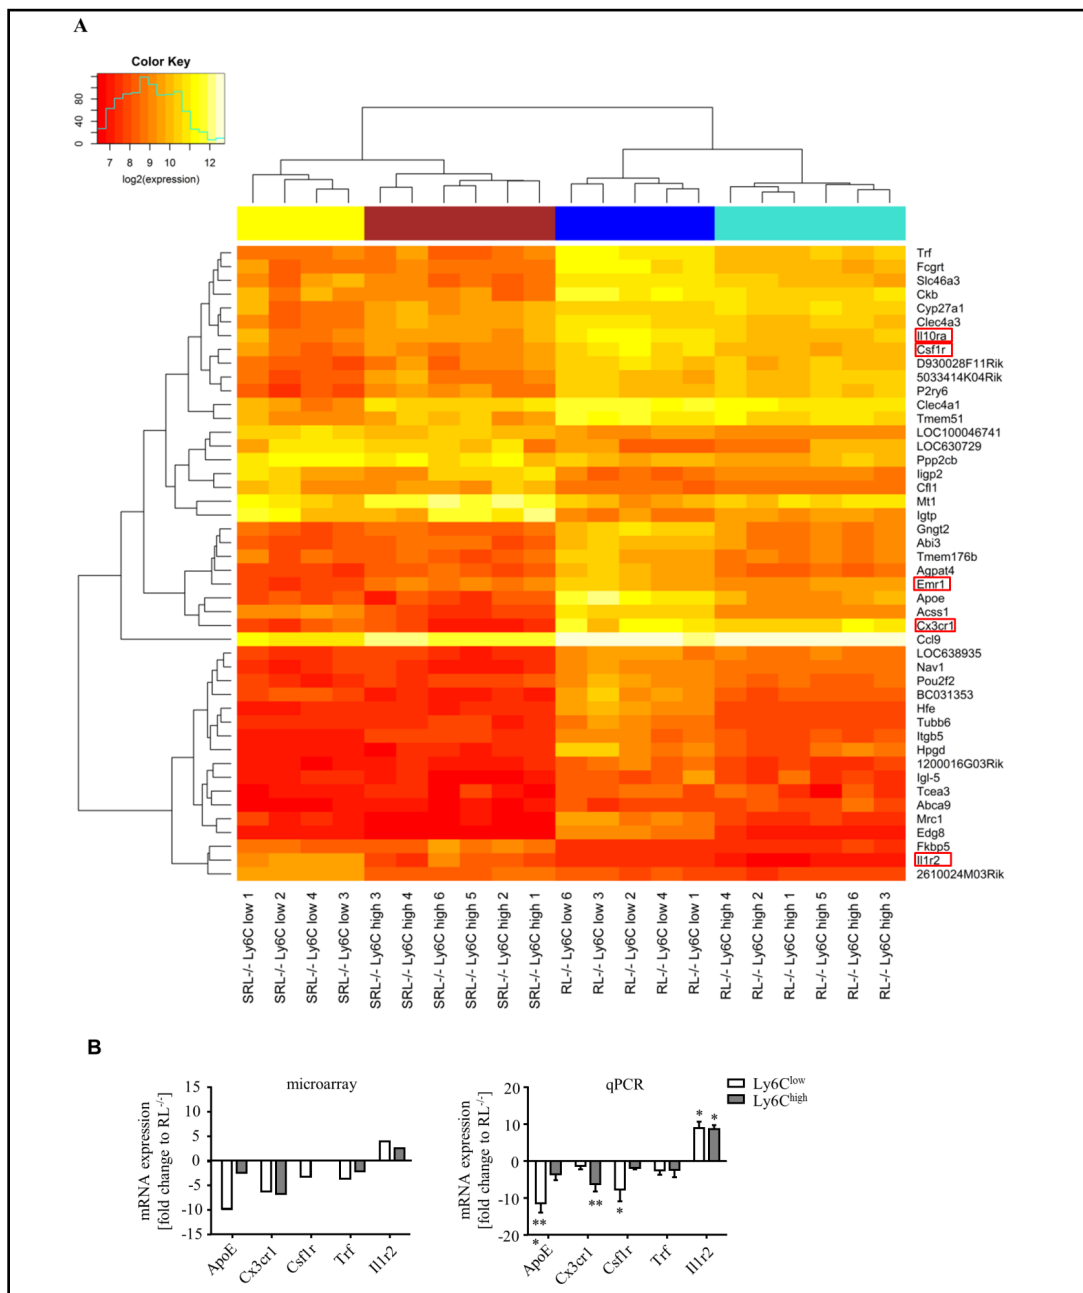 A
Color Key
0 40 80
7 8 9 10 12
log2(expression)
Trf
Fcgrt
Slc46a3
Ckb
Cyp27a1
Clec4a3
Il10ra
Csf1r
D930028F11Rik
5033414K04Rik
P2ry6
Clec4a1
Tmem51
LOC100046741
LOC630729
Ppp2cb
Iigp2
Cfl1
Mt1
Igtp
Gngt2
Abi3
Tmem176b
Agpat4
Emr1
Apoe
Acss1
Cx3cr1
Ccl9
LOC638935
Nav1
Pou2f2
BC031353
Hfe
Tubb6
Itgb5
Hpgd
1200016G03Rik
Igl-5
Tcea3
Abca9
Mrc1
Edg8
Fkbp5
Il1r2
2610024M03Rik
SRL-/- Ly6C low 1
SRL-/- Ly6C low 2
SRL-/- Ly6C low 4
SRL-/- Ly6C low 3
SRL-/- Ly6C high 3
SRL-/- Ly6C high 4
SRL-/- Ly6C high 6
SRL-/- Ly6C high 5
SRL-/- Ly6C high 2
SRL-/- Ly6C high 1
RL-/- Ly6C low 6
RL-/- Ly6C low 3
RL-/- Ly6C low 2
RL-/- Ly6C low 4
RL-/- Ly6C low 1
RL-/- Ly6C high 4
RL-/- Ly6C high 2
RL-/- Ly6C high 1
RL-/- Ly6C high 5
RL-/- Ly6C high 6
RL-/- Ly6C high 3
B
microarray
mRNA expression
[fold change to RL-/-]
15
10
5
0
-5
-10
-15
ApoE
Cx3cr1
Csf1r
Trf
Il1r2
qPCR
mRNA expression
[fold change to RL-/-]
20
10
0
-10
-20
* *
** ** *
*
ApoE
Cx3cr1
Csf1r
Trf
Il1r2
Ly6Clow
Ly6Chigh